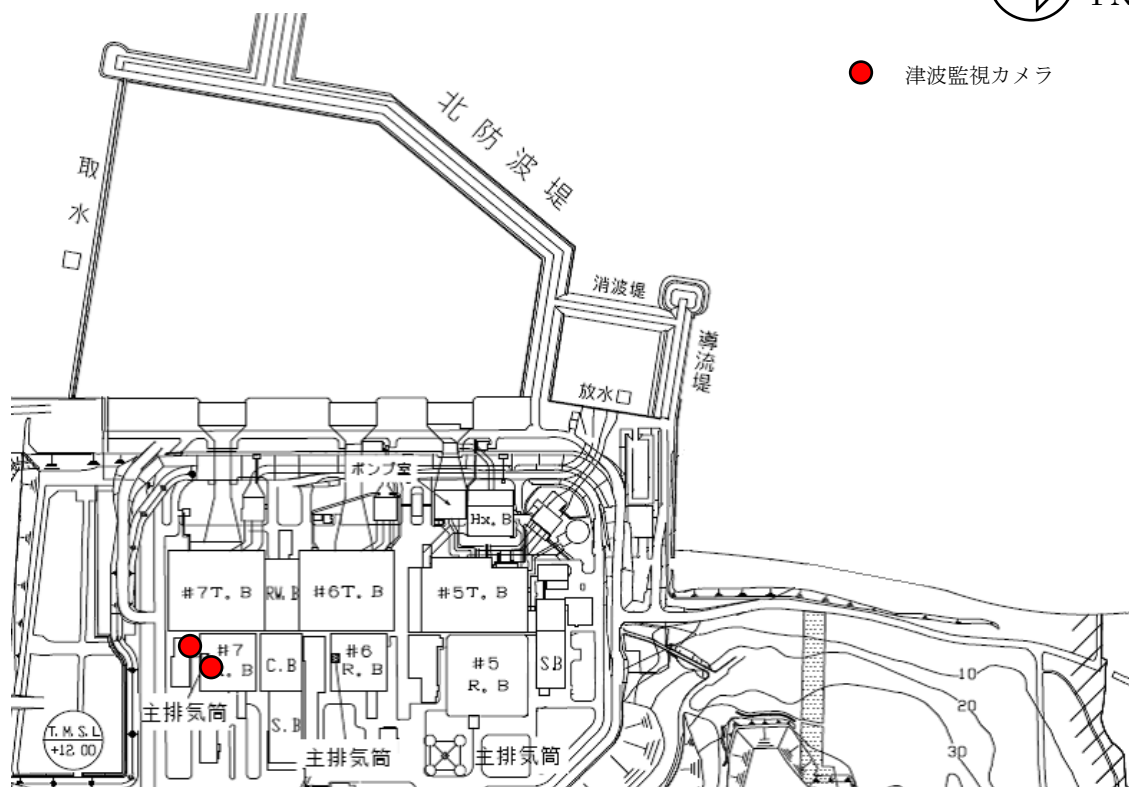 津波監視カメラ
北防波堤
取水口
消波堤
導流堤
放水口
ポンプ室
Hx. B
#7T. B
RW. B
#6T. B
#5T. B
#7
R. B
C.B
#6
R. B
#5
R. B
S.B
主排気筒
S.B
T. M. S. L
+12.00
主排気筒
主排気筒
10
20
30